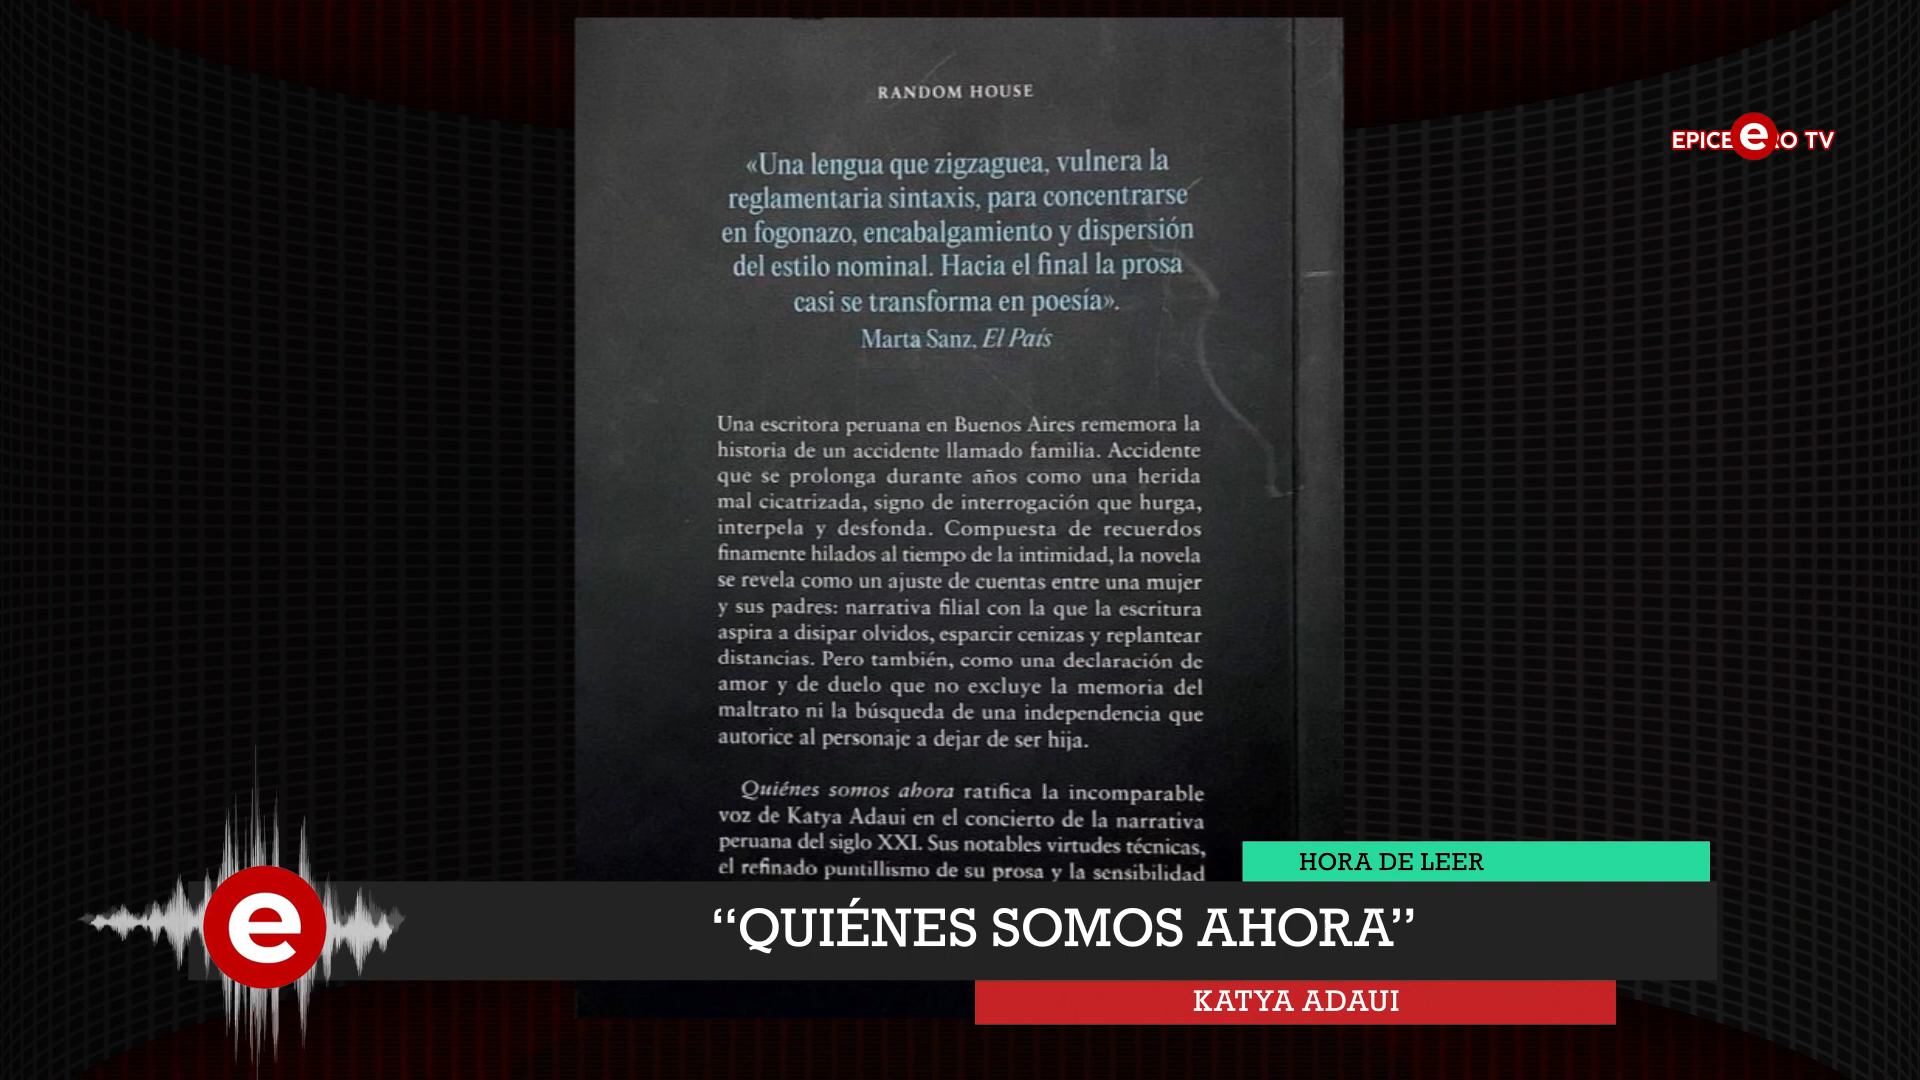 RANDOM HOUSE
«Una lengua que zigzaguea, vulnera la
reglamentaria sintaxis, para concentrarse
en fogonazo, encabalgamiento y dispersión
del estilo nominal. Hacia el final la prosa
casi se transforma en poesía».
Marta Sanz, El País
Una escritora peruana en Buenos Aires rememora la
historia de un accidente llamado familia. Accidente
que se prolonga durante años como una herida
mal cicatrizada, signo de interrogación que hurga,
interpela y desfonda. Compuesta de recuerdos
finamente hilados al tiempo de la intimidad, la novela
se revela como un ajuste de cuentas entre una mujer
y sus padres: narrativa filial con la que la escritura
aspira a disipar olvidos, esparcir cenizas y replantear
distancias. Pero también, como una declaración de
amor y de duelo que no excluye la memoria del
maltrato ni la búsqueda de una independencia que
autorice al personaje a dejar de ser hija.
Quiénes somos ahora ratifica la incomparable
voz de Katya Adaui en el concierto de la narrativa
peruana del siglo XXI. Sus notables virtudes técnicas,
el refinado puntillismo de su prosa y la sensibilidad
EPICE e RO TV
HORA DE LEER
e
“QUIÉNES SOMOS AHORA”
KATYA ADAUI